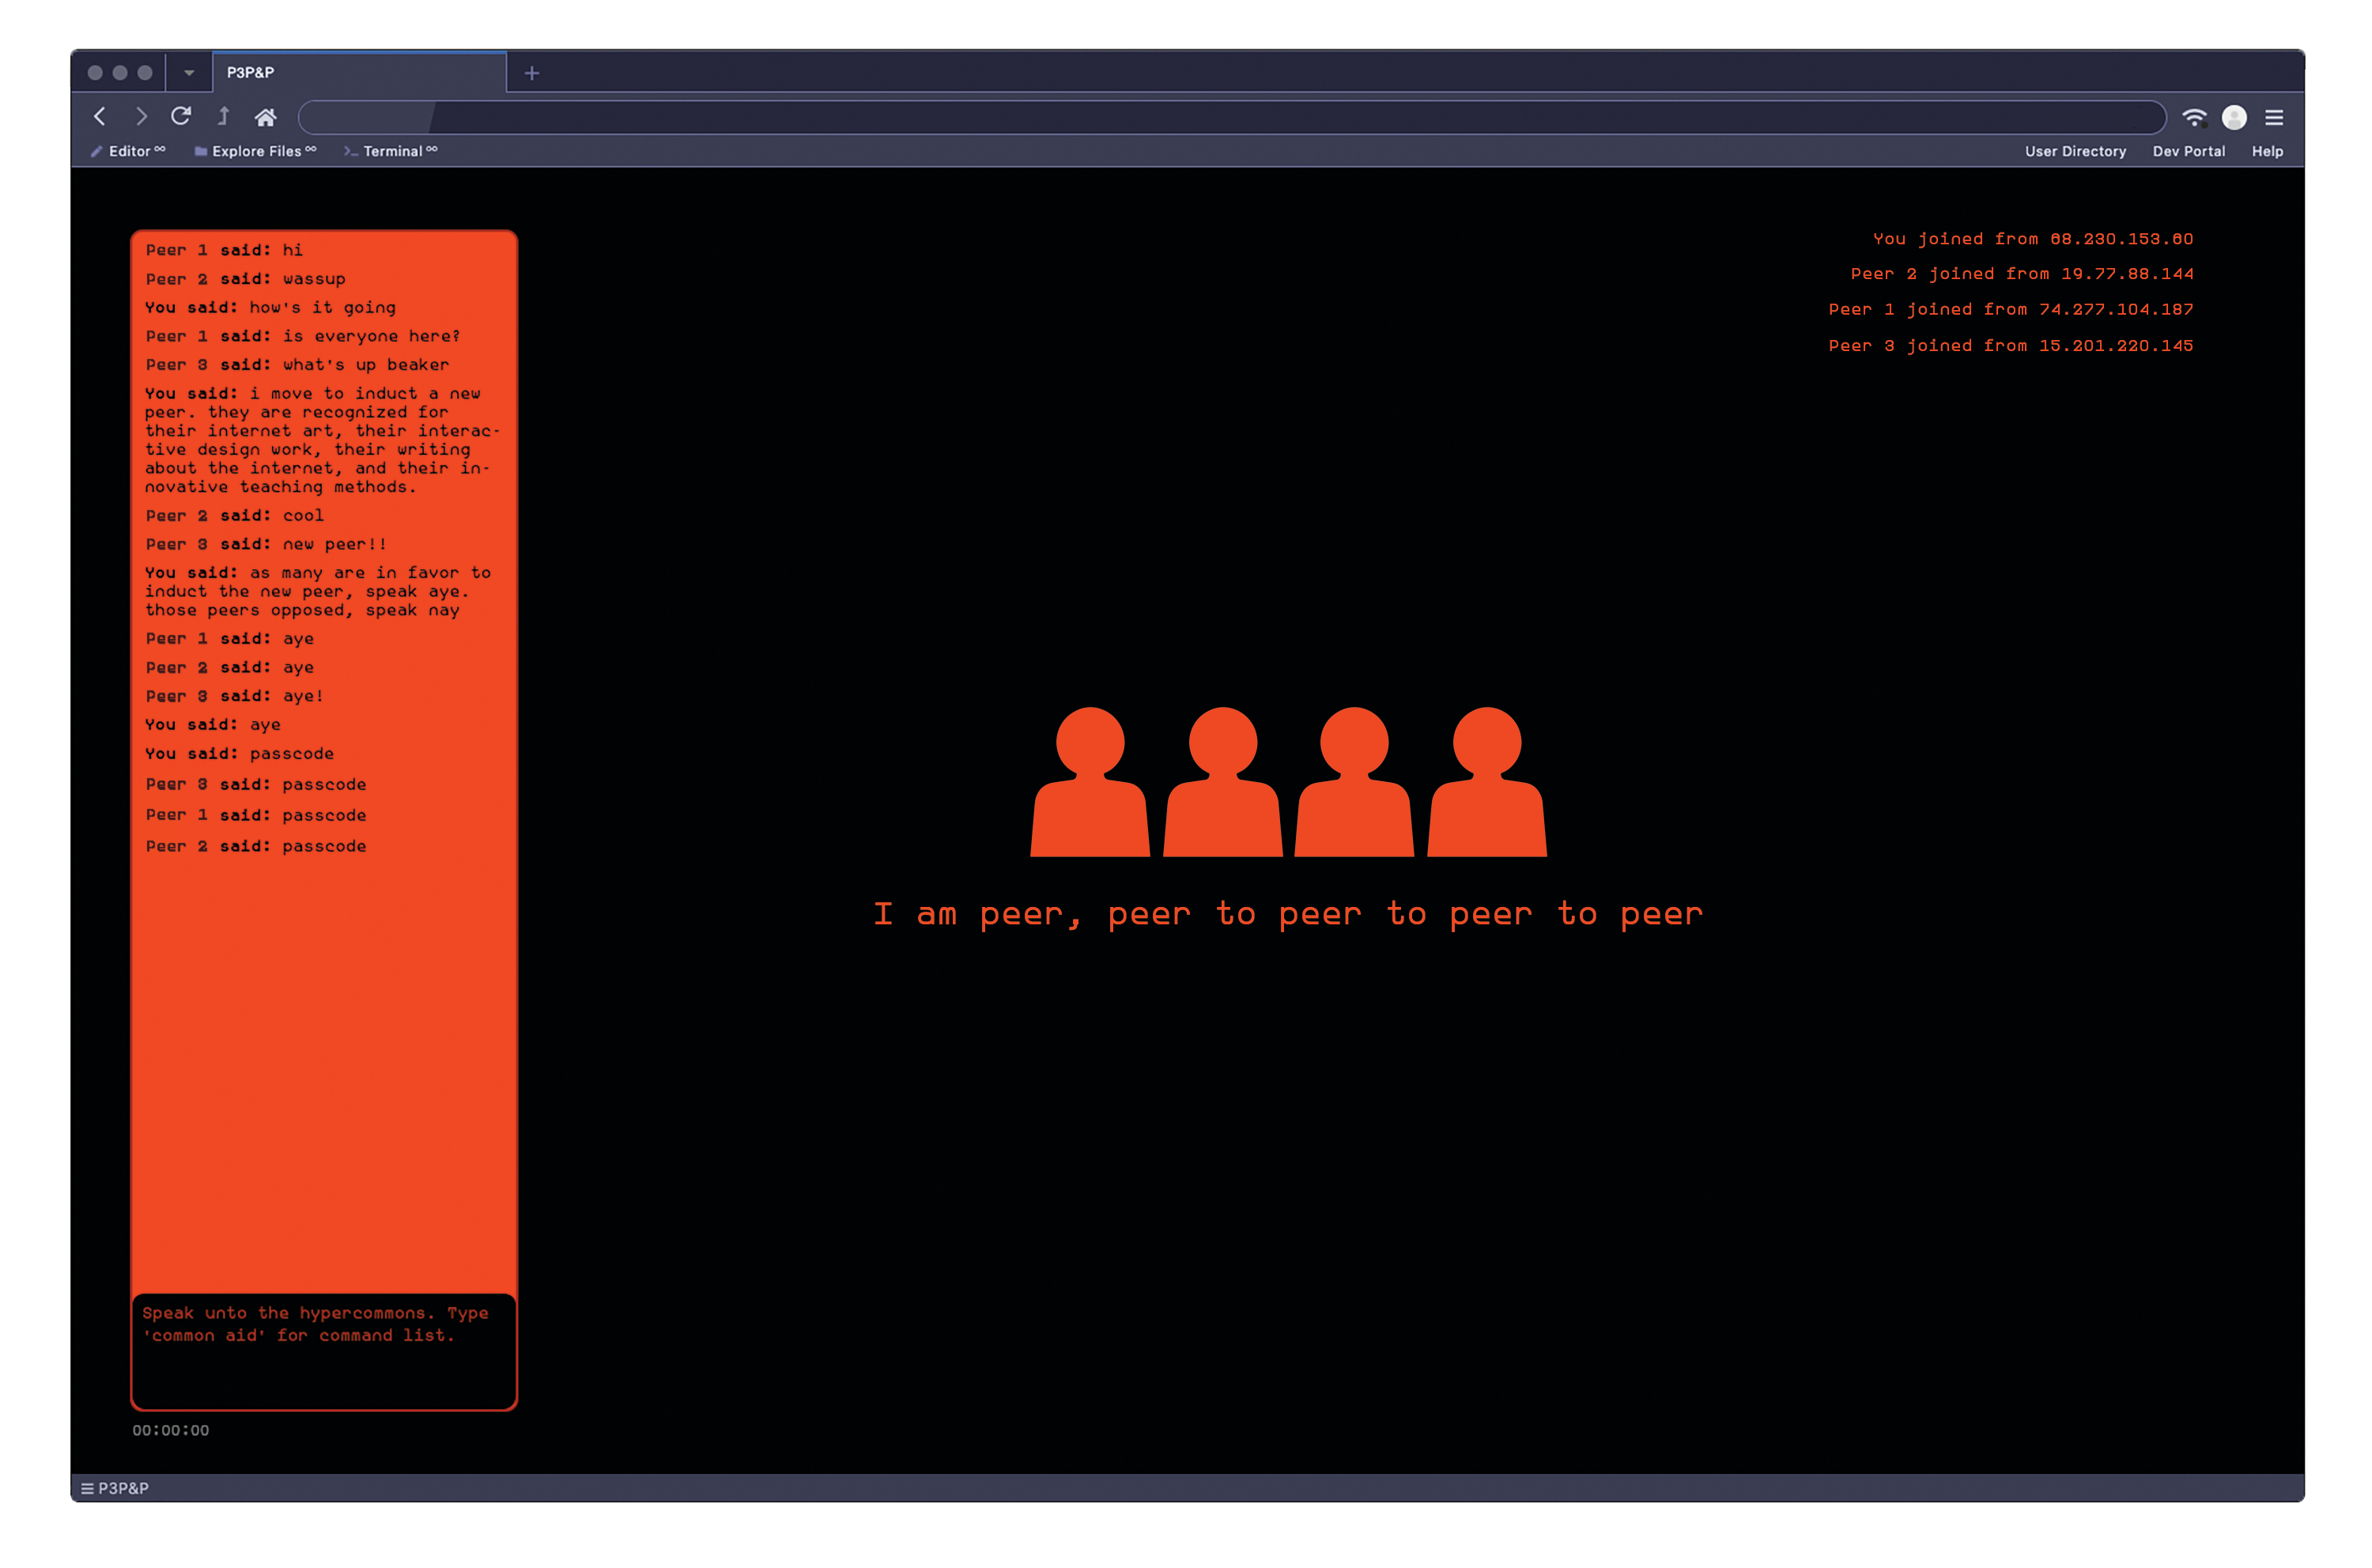 P3P&P
Editor ∞
Explore Files ∞
>_ Terminal ∞
User Directory
Dev Portal
Help
Peer 1 said: hi
Peer 2 said: wassup
You said: how's it going
Peer 1 said: is everyone here?
Peer 3 said: what's up beaker
You said: i move to induct a new
peer. they are recognized for
their internet art, their interac-
tive design work, their writing
about the internet, and their in-
novative teaching methods.
Peer 2 said: cool
Peer 3 said: new peer!!
You said: as many are in favor to
induct the new peer, speak aye.
those peers opposed, speak nay
Peer 1 said: aye
Peer 2 said: aye
Peer 3 said: aye!
You said: aye
You said: passcode
Peer 3 said: passcode
Peer 1 said: passcode
Peer 2 said: passcode
Speak unto the hypercommons. Type
'common aid' for command list.
00:00:00
You joined from 68.230.153.60
Peer 2 joined from 19.77.88.144
Peer 1 joined from 74.277.104.187
Peer 3 joined from 15.201.220.145
I am peer, peer to peer to peer to peer
P3P&P